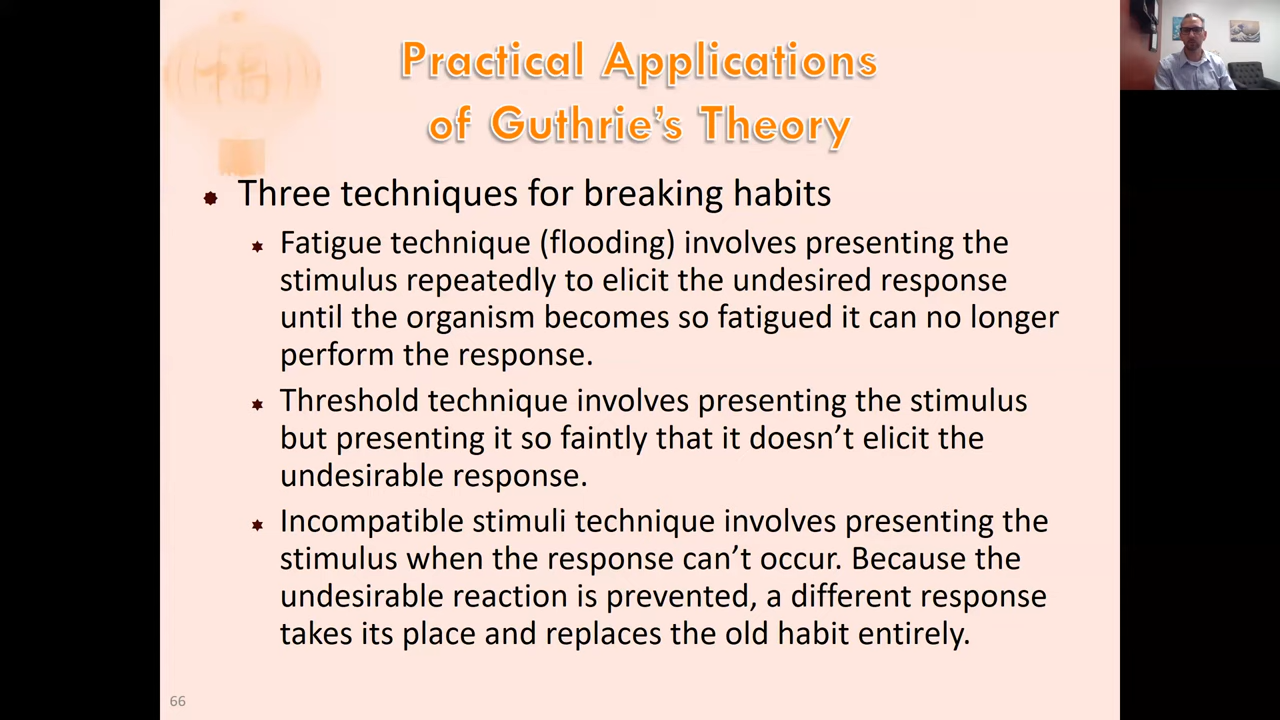 Practical Applications
of Guthrie's Theory
Three techniques for breaking habits
Fatigue technique (flooding) involves presenting the
stimulus repeatedly to elicit the undesired response
until the organism becomes so fatigued it can no longer
perform the response.
Threshold technique involves presenting the stimulus
but presenting it so faintly that it doesn't elicit the
undesirable response.
Incompatible stimuli technique involves presenting the
stimulus when the response can't occur. Because the
undesirable reaction is prevented, a different response
takes its place and replaces the old habit entirely.
66